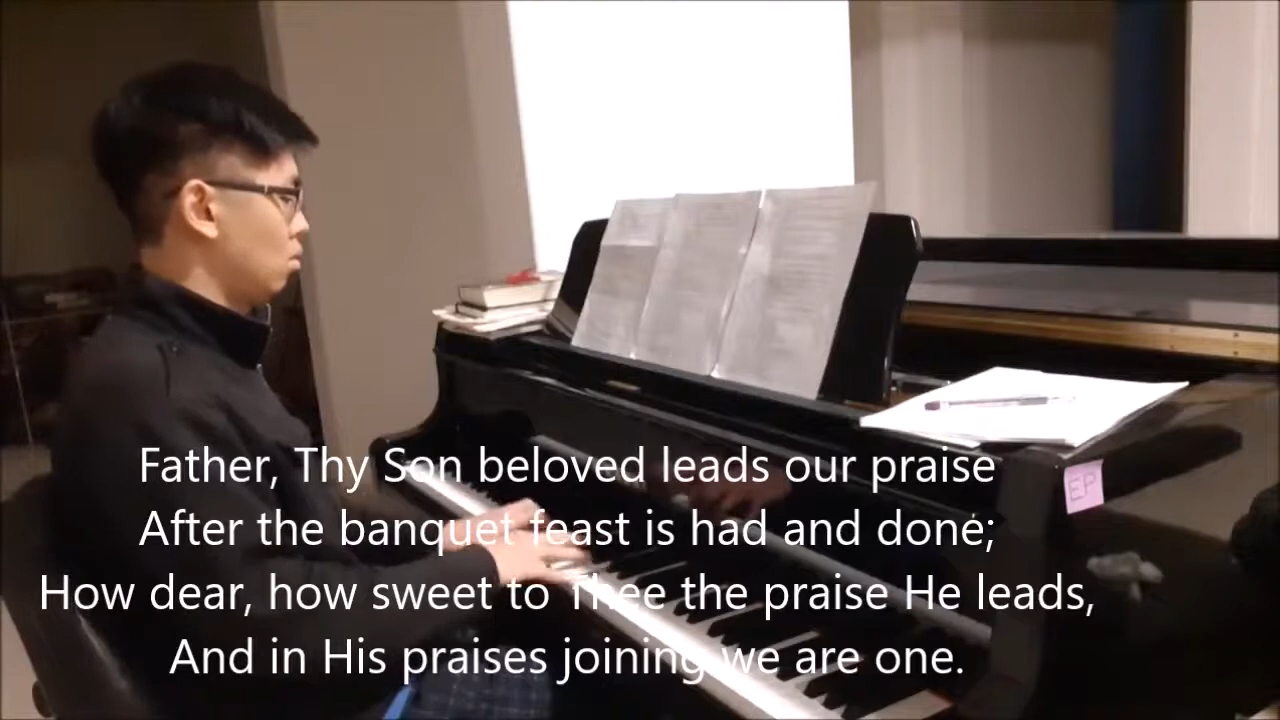 Father, Thy Son beloved leads our praise
After the banquet feast is had and done;
How dear, how sweet to Thee the praise He leads,
And in His praises joining we are one.
EP